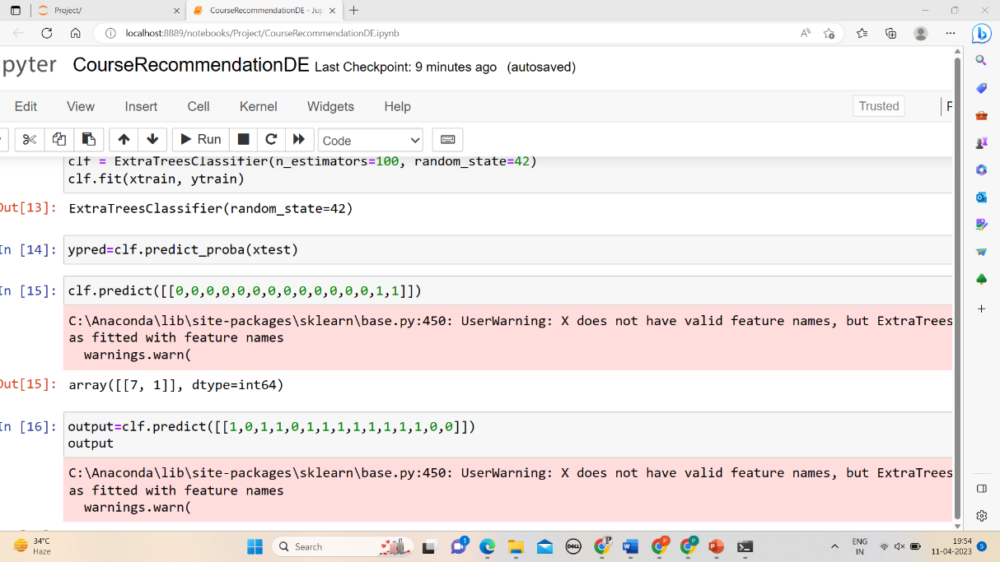 Project/
CourseRecommendationDE - Jup
localhost:8889/notebooks/Project/CourseRecommendationDE.ipynb
pyter CourseRecommendationDE Last Checkpoint: 9 minutes ago (autosaved)
Edit View Insert Cell Kernel Widgets Help Trusted
Run Code
clf = ExtraTreesClassifier(n_estimators=100, random_state=42)
clf.fit(xtrain, ytrain)
Out[13]: ExtraTreesClassifier(random_state=42)
In [14]: ypred=clf.predict_proba(xtest)
In [15]: clf.predict([[0,0,0,0,0,0,0,0,0,0,0,0,0,1,1]])
C:\Anaconda\lib\site-packages\sklearn\base.py:450: UserWarning: X does not have valid feature names, but ExtraTrees
as fitted with feature names
warnings.warn(
Out[15]: array([[7, 1]], dtype=int64)
In [16]: output=clf.predict([[1,0,1,1,0,1,1,1,1,1,1,1,1,0,0]])
output
C:\Anaconda\lib\site-packages\sklearn\base.py:450: UserWarning: X does not have valid feature names, but ExtraTrees
as fitted with feature names
warnings.warn(
34°C
Haze
Search
DELL
1
P
P
P
ENG
IN
19:54
11-04-2023
5